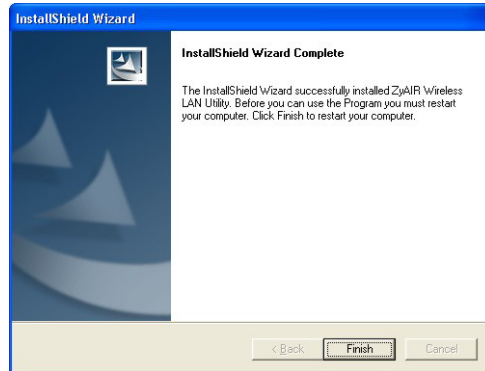 InstallShield Wizard
InstallShield Wizard Complete
The InstallShield Wizard successfully installed ZyAIR Wireless
LAN Utility. Before you can use the Program you must restart
your computer. Click Finish to restart your computer.
< Back Finish Cancel